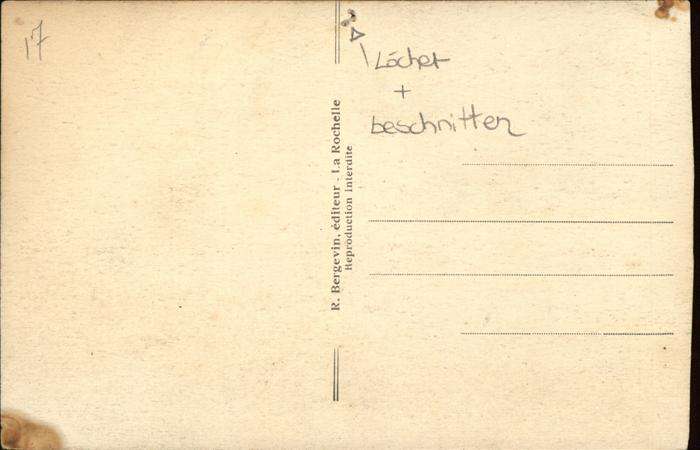 17
Löcher
+
beschnitten
R. Bergevin, éditeur - La Rochelle
Reproduction Interdite